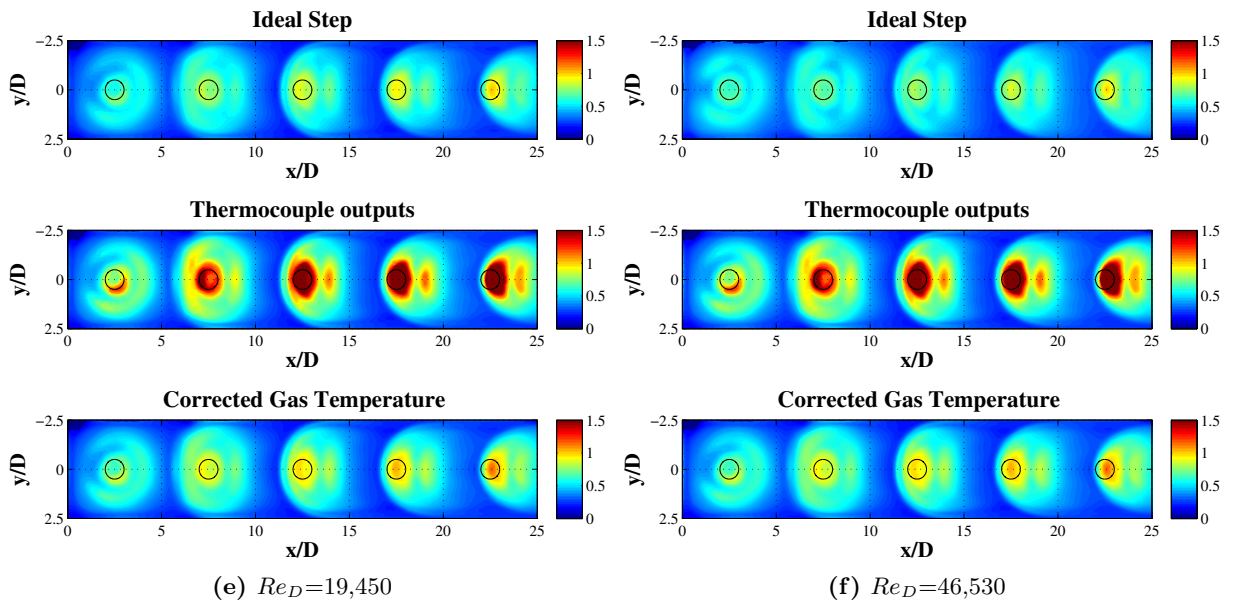 Ideal Step
−2.5
0
2.5
y/D
0 5 10 15 20 25
x/D
1.5
1
0.5
0
Thermocouple outputs
−2.5
0
2.5
y/D
0 5 10 15 20 25
x/D
1.5
1
0.5
0
Corrected Gas Temperature
−2.5
0
2.5
y/D
0 5 10 15 20 25
x/D
1.5
1
0.5
0
(e) Re_D=19,450
Ideal Step
−2.5
0
2.5
y/D
0 5 10 15 20 25
x/D
1.5
1
0.5
0
Thermocouple outputs
−2.5
0
2.5
y/D
0 5 10 15 20 25
x/D
1.5
1
0.5
0
Corrected Gas Temperature
−2.5
0
2.5
y/D
0 5 10 15 20 25
x/D
1.5
1
0.5
0
(f) Re_D=46,530